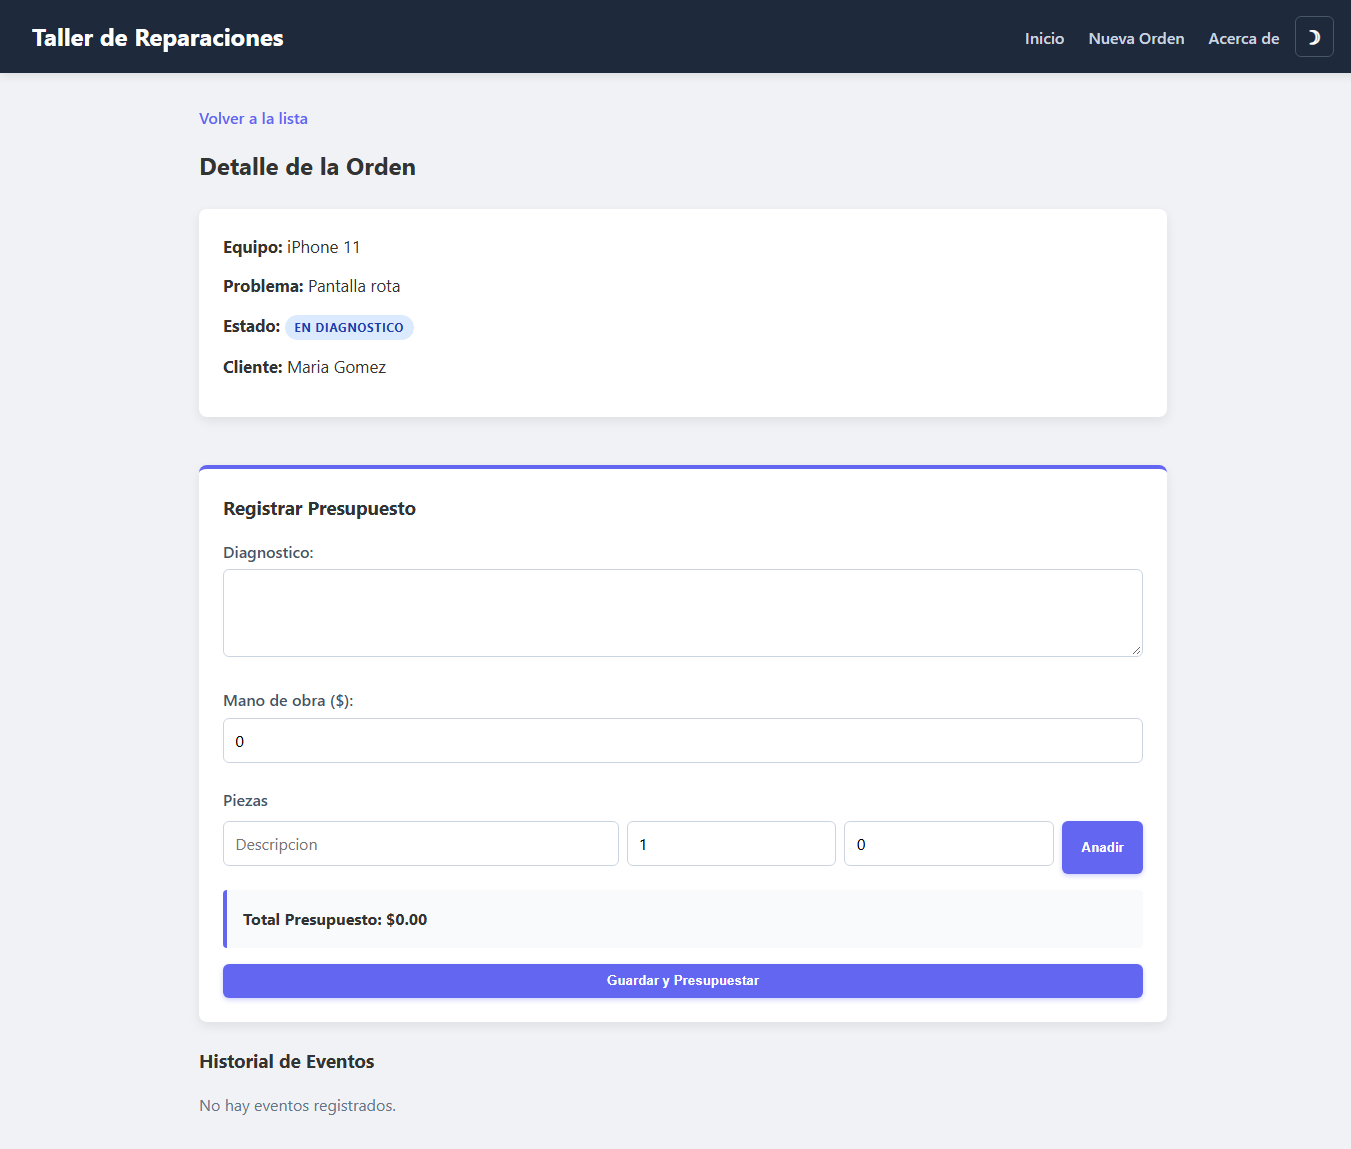 Taller de Reparaciones
Inicio
Nueva Orden
Acerca de
Volver a la lista
Detalle de la Orden
Equipo: iPhone 11
Problema: Pantalla rota
Estado: EN DIAGNOSTICO
Cliente: Maria Gomez
Registrar Presupuesto
Diagnostico:
Mano de obra ($):
0
Piezas
Descripcion
1
0
Anadir
Total Presupuesto: $0.00
Guardar y Presupuestar
Historial de Eventos
No hay eventos registrados.